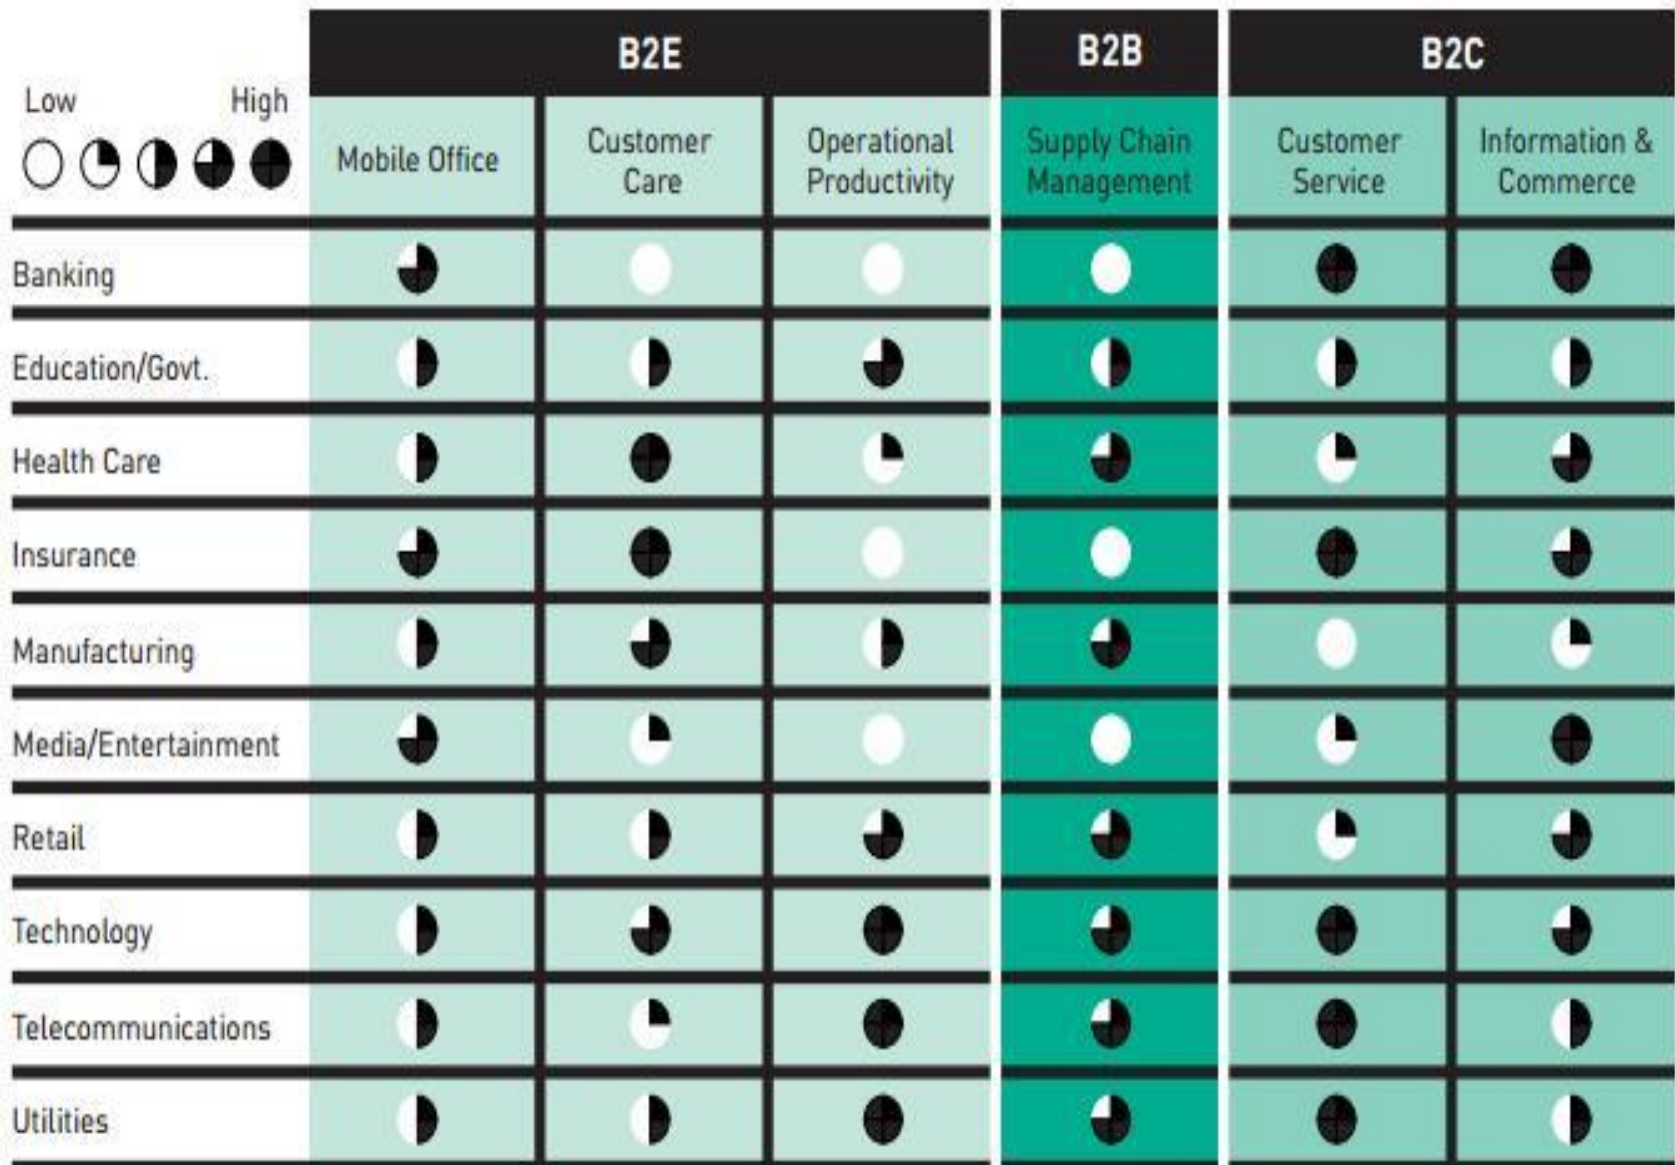 B2E
B2B
B2C
Low High
Mobile Office
Customer
Care
Operational
Productivity
Supply Chain
Management
Customer
Service
Information &
Commerce
Banking
Education/Govt.
Health Care
Insurance
Manufacturing
Media/Entertainment
Retail
Technology
Telecommunications
Utilities